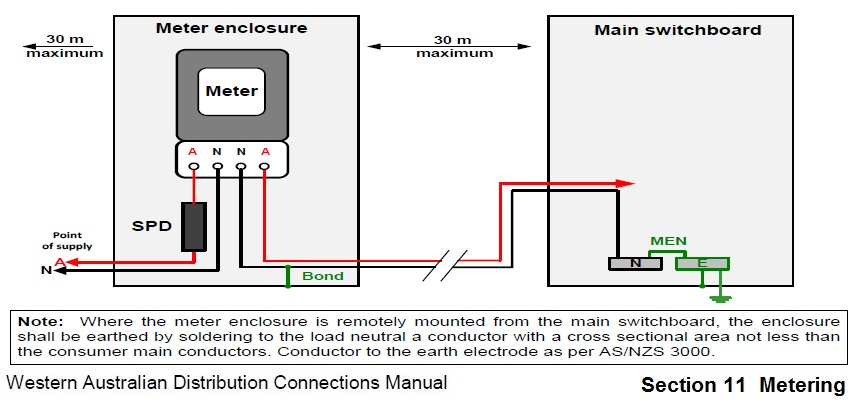 Meter enclosure
Main switchboard
30 m
maximum
30 m
maximum
Meter
A N N A
SPD
Point
of supply
A
N
Bond
MEN
N
E
Note: Where the meter enclosure is remotely mounted from the main switchboard, the enclosure
shall be earthed by soldering to the load neutral a conductor with a cross sectional area not less than
the consumer main conductors. Conductor to the earth electrode as per AS/NZS 3000.
Western Australian Distribution Connections Manual
Section 11 Metering